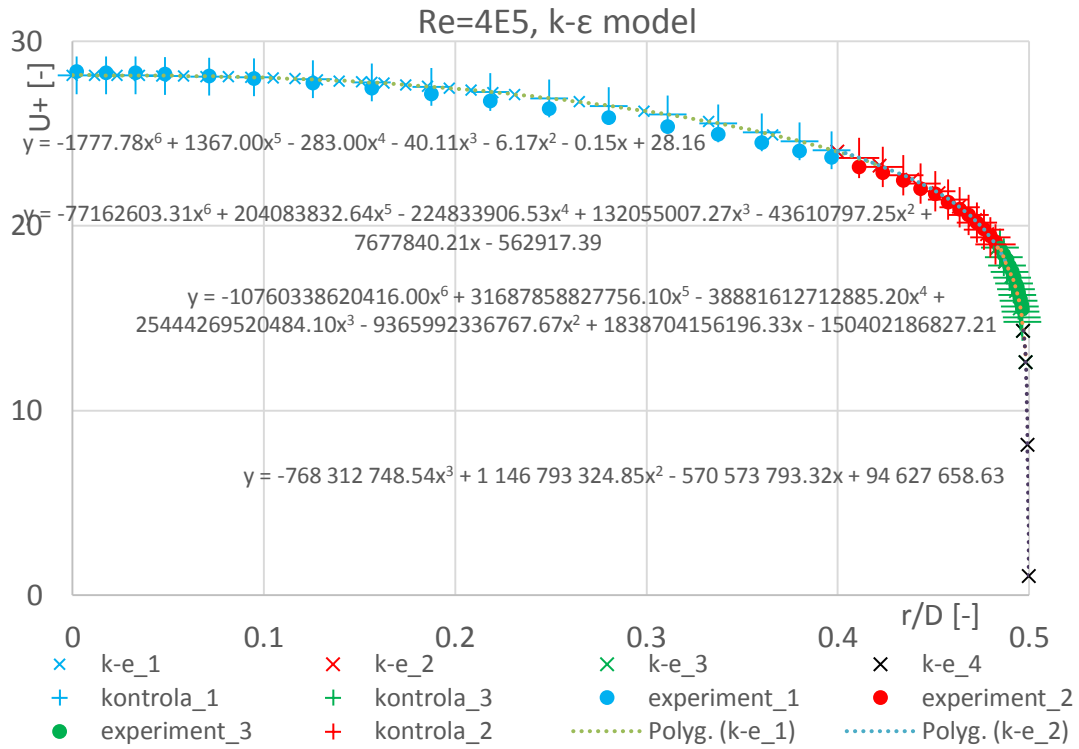 Re=4E5, k-ε model
30
U+ [-]
y = -1777.78x⁶ + 1367.00x⁵ - 283.00x⁴ - 40.11x³ - 6.17x² - 0.15x + 28.16
y = -77162603.31x⁶ + 204083832.64x⁵ - 224833906.53x⁴ + 132055007.27x³ - 43610797.25x² +
7677840.21x - 562917.39
20
y = -10760338620416.00x⁶ + 31687858827756.10x⁵ - 38881612712885.20x⁴ +
25444269520484.10x³ - 9365992336767.67x² + 1838704156196.33x - 150402186827.21
10
y = -768 312 748.54x³ + 1 146 793 324.85x² - 570 573 793.32x + 94 627 658.63
0
r/D [-]
0 0.1 0.2 0.3 0.4 0.5
k-e_1 k-e_2 k-e_3 k-e_4
kontrola_1 kontrola_3 experiment_1 experiment_2
experiment_3 kontrola_2 Polyg. (k-e_1) Polyg. (k-e_2)